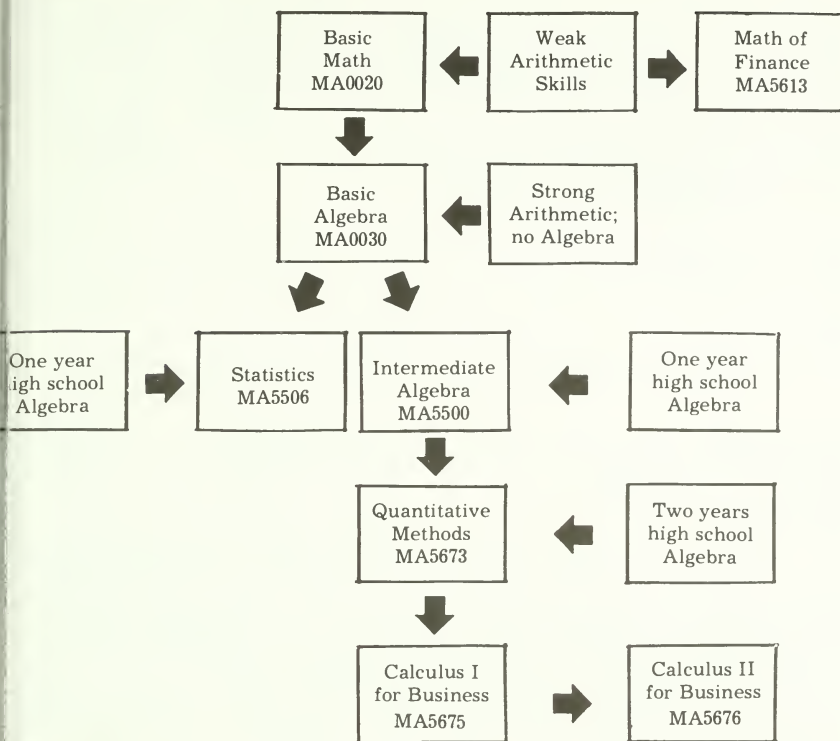 Basic
Math
MA0020
Weak
Arithmetic
Skills
Math of
Finance
MA5613
Basic
Algebra
MA0030
Strong
Arithmetic;
no Algebra
One year
igh school
Algebra
Statistics
MA5506
Intermediate
Algebra
MA5500
One year
high school
Algebra
Quantitative
Methods
MA5673
Two years
high school
Algebra
Calculus I
for Business
MA5675
Calculus II
for Business
MA5676